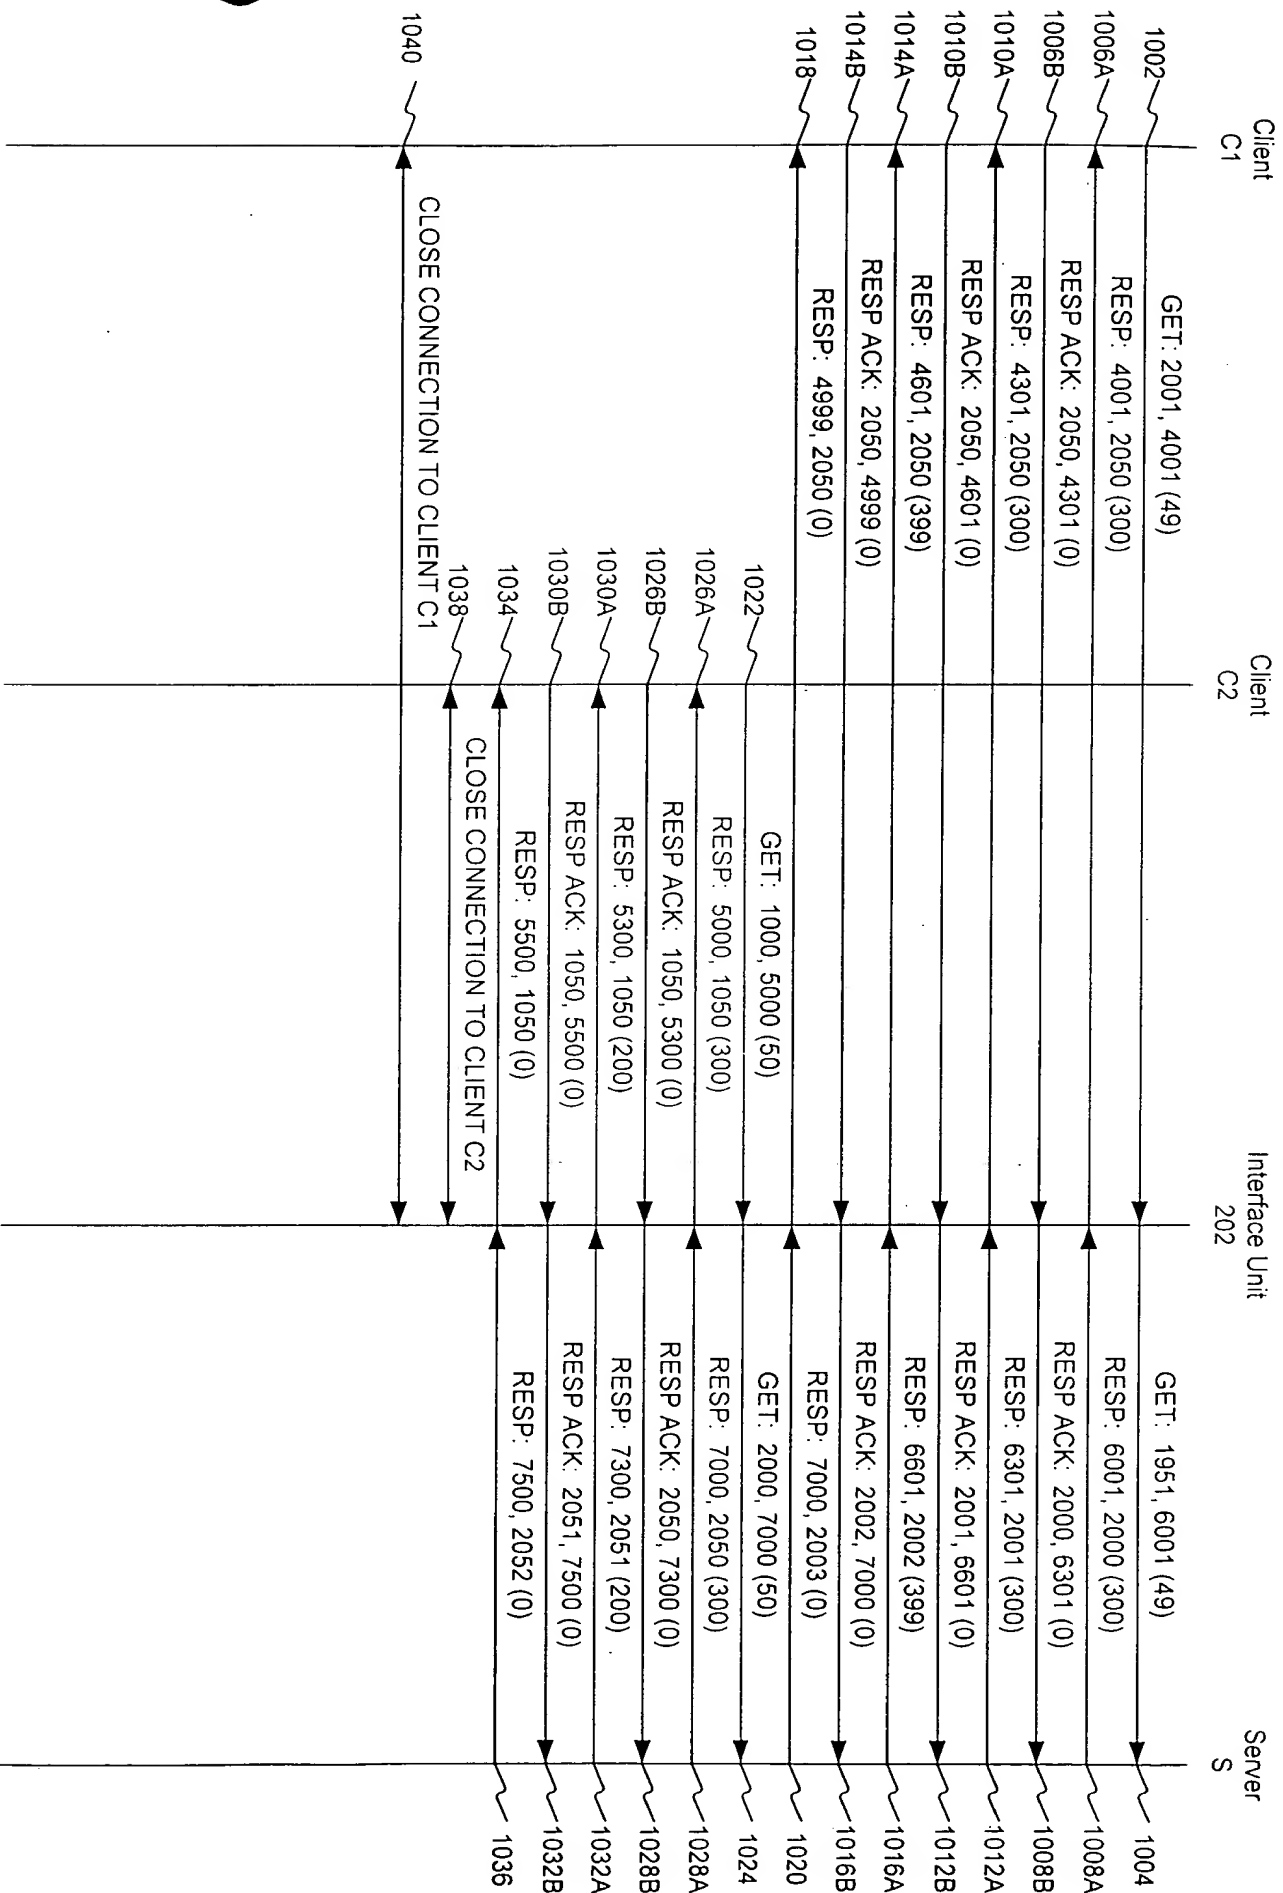 Client
C1
Client
C2
Interface Unit
202
Server
S
1002
GET: 2001, 4001 (49)
GET: 1951, 6001 (49)
1004
1006A
RESP: 4001, 2050 (300)
RESP: 6001, 2000 (300)
1008A
1006B
RESP ACK: 2050, 4301 (0)
RESP ACK: 2000, 6301 (0)
1008B
1010A
RESP: 4301, 2050 (300)
RESP: 6301, 2001 (300)
1012A
1010B
RESP ACK: 2050, 4601 (0)
RESP ACK: 2001, 6601 (0)
1012B
1014A
RESP: 4601, 2050 (399)
RESP: 6601, 2002 (399)
1016A
1014B
RESP ACK: 2050, 4999 (0)
RESP ACK: 2002, 7000 (0)
1016B
1018
RESP: 4999, 2050 (0)
RESP: 7000, 2003 (0)
1020
1022
GET: 1000, 5000 (50)
GET: 2000, 7000 (50)
1024
1026A
RESP: 5000, 1050 (300)
RESP: 7000, 2050 (300)
1028A
1026B
RESP ACK: 1050, 5300 (0)
RESP ACK: 2050, 7300 (0)
1028B
1030A
RESP: 5300, 1050 (200)
RESP: 7300, 2051 (200)
1032A
1030B
RESP ACK: 1050, 5500 (0)
RESP ACK: 2051, 7500 (0)
1032B
1034
RESP: 5500, 1050 (0)
RESP: 7500, 2052 (0)
1036
1038
CLOSE CONNECTION TO CLIENT C2
1040
CLOSE CONNECTION TO CLIENT C1